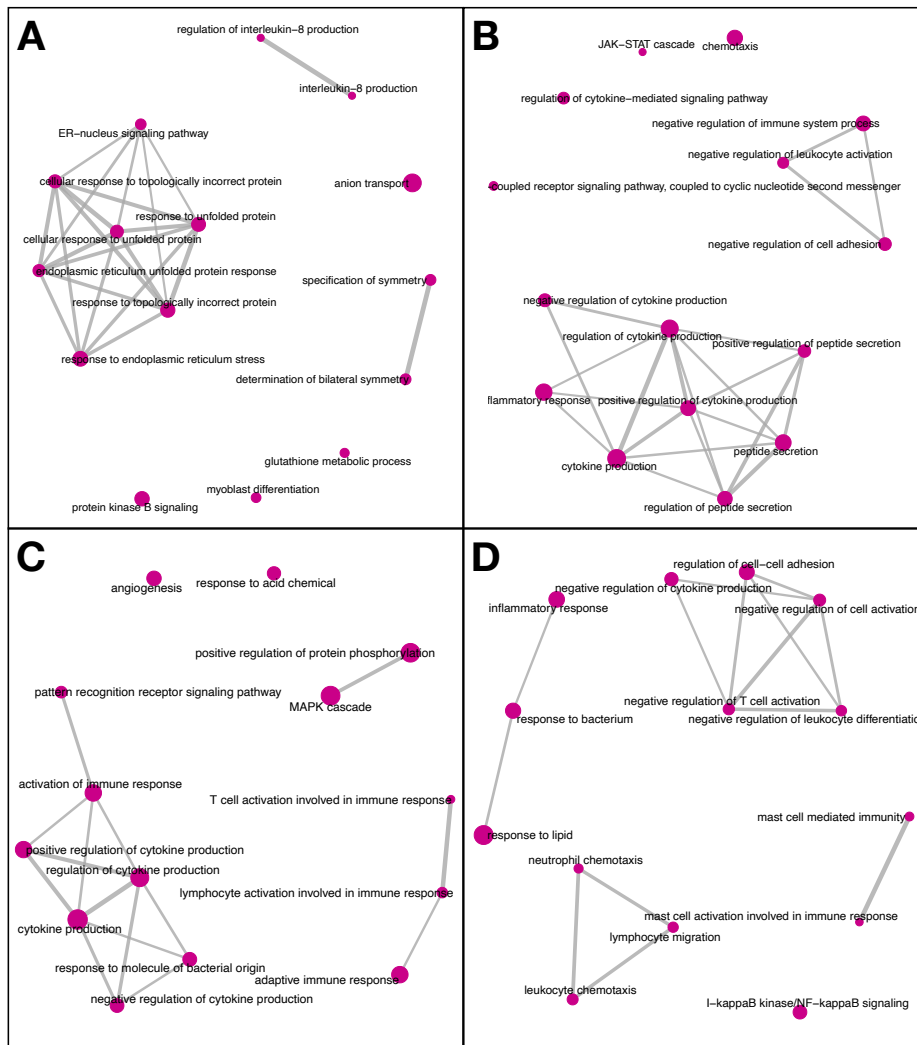 A
regulation of interleukin−8 production
interleukin−8 production
ER−nucleus signaling pathway
cellular response to topologically incorrect protein
anion transport
response to unfolded protein
cellular response to unfolded protein
endoplasmic reticulum unfolded protein response
specification of symmetry
response to topologically incorrect protein
response to endoplasmic reticulum stress
determination of bilateral symmetry
glutathione metabolic process
myoblast differentiation
protein kinase B signaling
B
JAK−STAT cascade
chemotaxis
regulation of cytokine−mediated signaling pathway
negative regulation of immune system process
negative regulation of leukocyte activation
-coupled receptor signaling pathway, coupled to cyclic nucleotide second messenger
negative regulation of cell adhesion
negative regulation of cytokine production
regulation of cytokine production
positive regulation of peptide secretion
flammatory response
positive regulation of cytokine production
peptide secretion
cytokine production
regulation of peptide secretion
C
angiogenesis
response to acid chemical
positive regulation of protein phosphorylation
pattern recognition receptor signaling pathway
MAPK cascade
activation of immune response
T cell activation involved in immune response
positive regulation of cytokine production
regulation of cytokine production
lymphocyte activation involved in immune response
cytokine production
response to molecule of bacterial origin
adaptive immune response
negative regulation of cytokine production
D
regulation of cell−cell adhesion
negative regulation of cytokine production
inflammatory response
negative regulation of cell activation
negative regulation of T cell activation
response to bacterium
negative regulation of leukocyte differentiatio
mast cell mediated immunity
response to lipid
neutrophil chemotaxis
mast cell activation involved in immune response
lymphocyte migration
leukocyte chemotaxis
I−kappaB kinase/NF−kappaB signaling